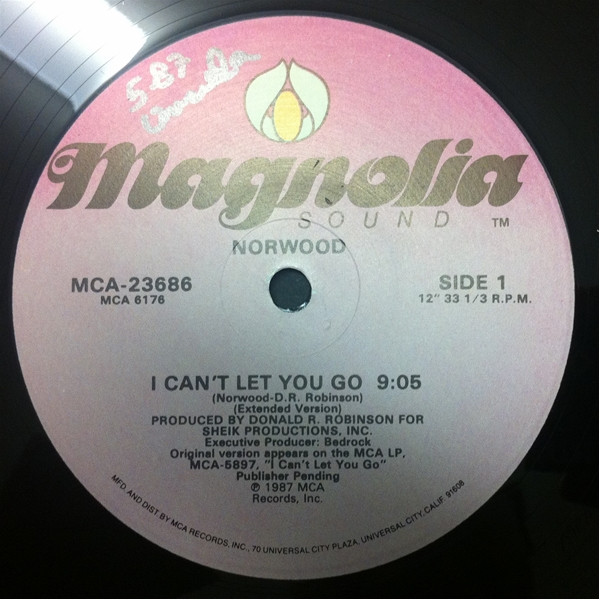 587
Magnolia
SOUND TM
NORWOOD
MCA-23686
MCA 6176
SIDE 1
12" 33 1/3 R.P.M.
I CAN'T LET YOU GO 9:05
(Norwood-D.R. Robinson)
(Extended Version)
PRODUCED BY DONALD R. ROBINSON FOR
SHEIK PRODUCTIONS, INC.
Executive Producer: Bedrock
Original version appears on the MCA LP,
MCA-5897, "I Can't Let You Go"
Publisher Pending
℗ 1987 MCA
Records, Inc.
MFD. AND DIST. BY MCA RECORDS, INC., 70 UNIVERSAL CITY PLAZA, UNIVERSAL CITY, CALIF. 91608